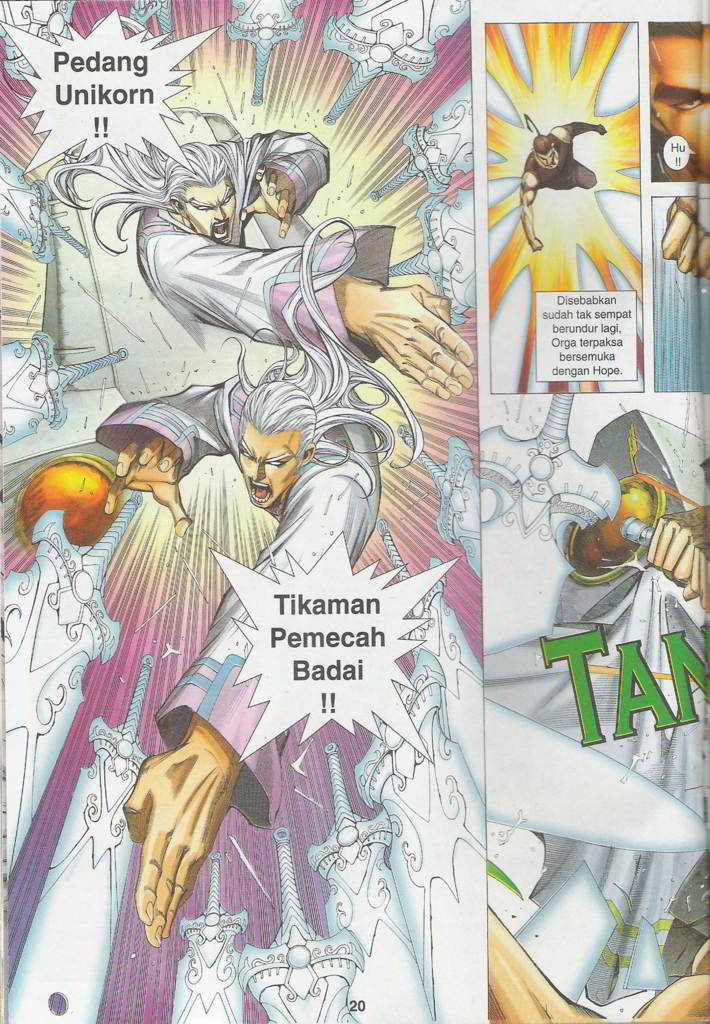 Pedang
Unikorn
!!
Tikaman
Pemecah
Badai
!!
Hu
!!
Disebabkan
sudah tak sempat
berundur lagi,
Orga terpaksa
bersemuka
dengan Hope.
TAN
20